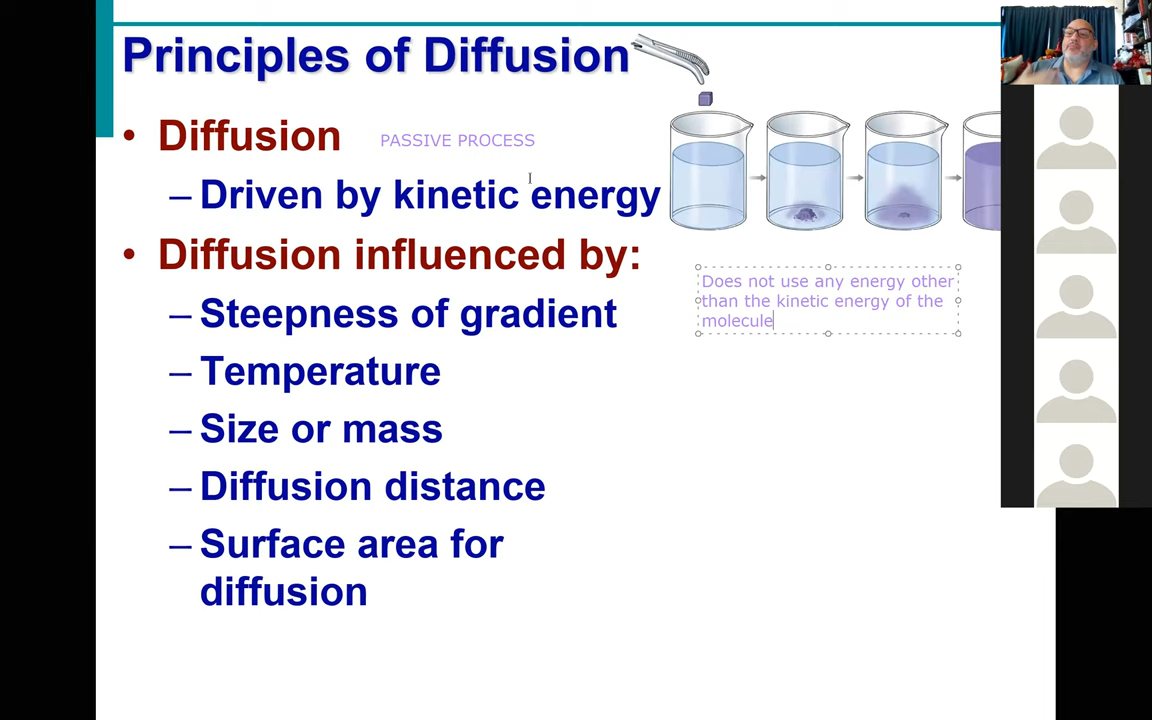 Principles of Diffusion
• Diffusion
PASSIVE PROCESS
– Driven by kinetic energy
• Diffusion influenced by:
– Steepness of gradient
– Temperature
– Size or mass
– Diffusion distance
– Surface area for
diffusion
Does not use any energy other
than the kinetic energy of the
molecule